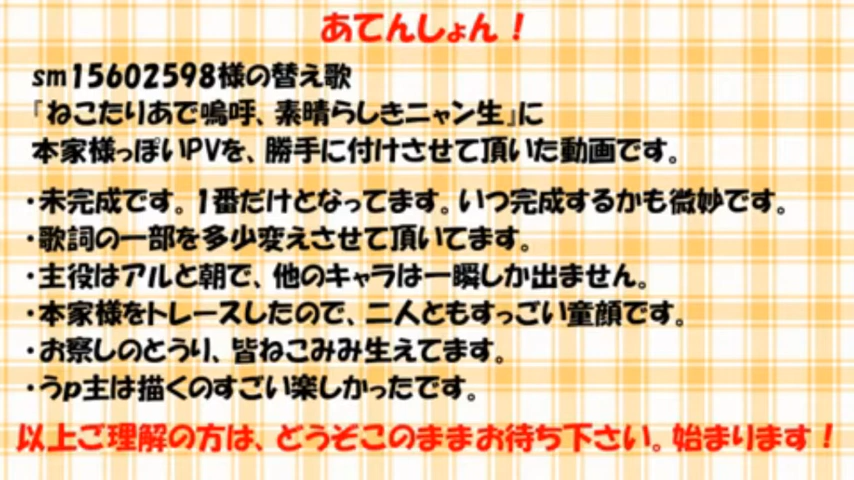 あてんしょん！
sm15602598様の替え歌
『ねこたりあで嗚呼、素晴らしきニャン生』に
本家様っぽいPVを、勝手に付けさせて頂いた動画です。
・未完成です。1番だけとなってます。いつ完成するかも微妙です。
・歌詞の一部を多少変えさせて頂いてます。
・主役はアルと朝で、他のキャラは一瞬しか出ません。
・本家様をトレースしたので、二人ともすっごい童顔です。
・お察しのとうり、皆ねこみみ生えてます。
・うp主は描くのすごい楽しかったです。
以上ご理解の方は、どうぞこのままお待ち下さい。始まります！